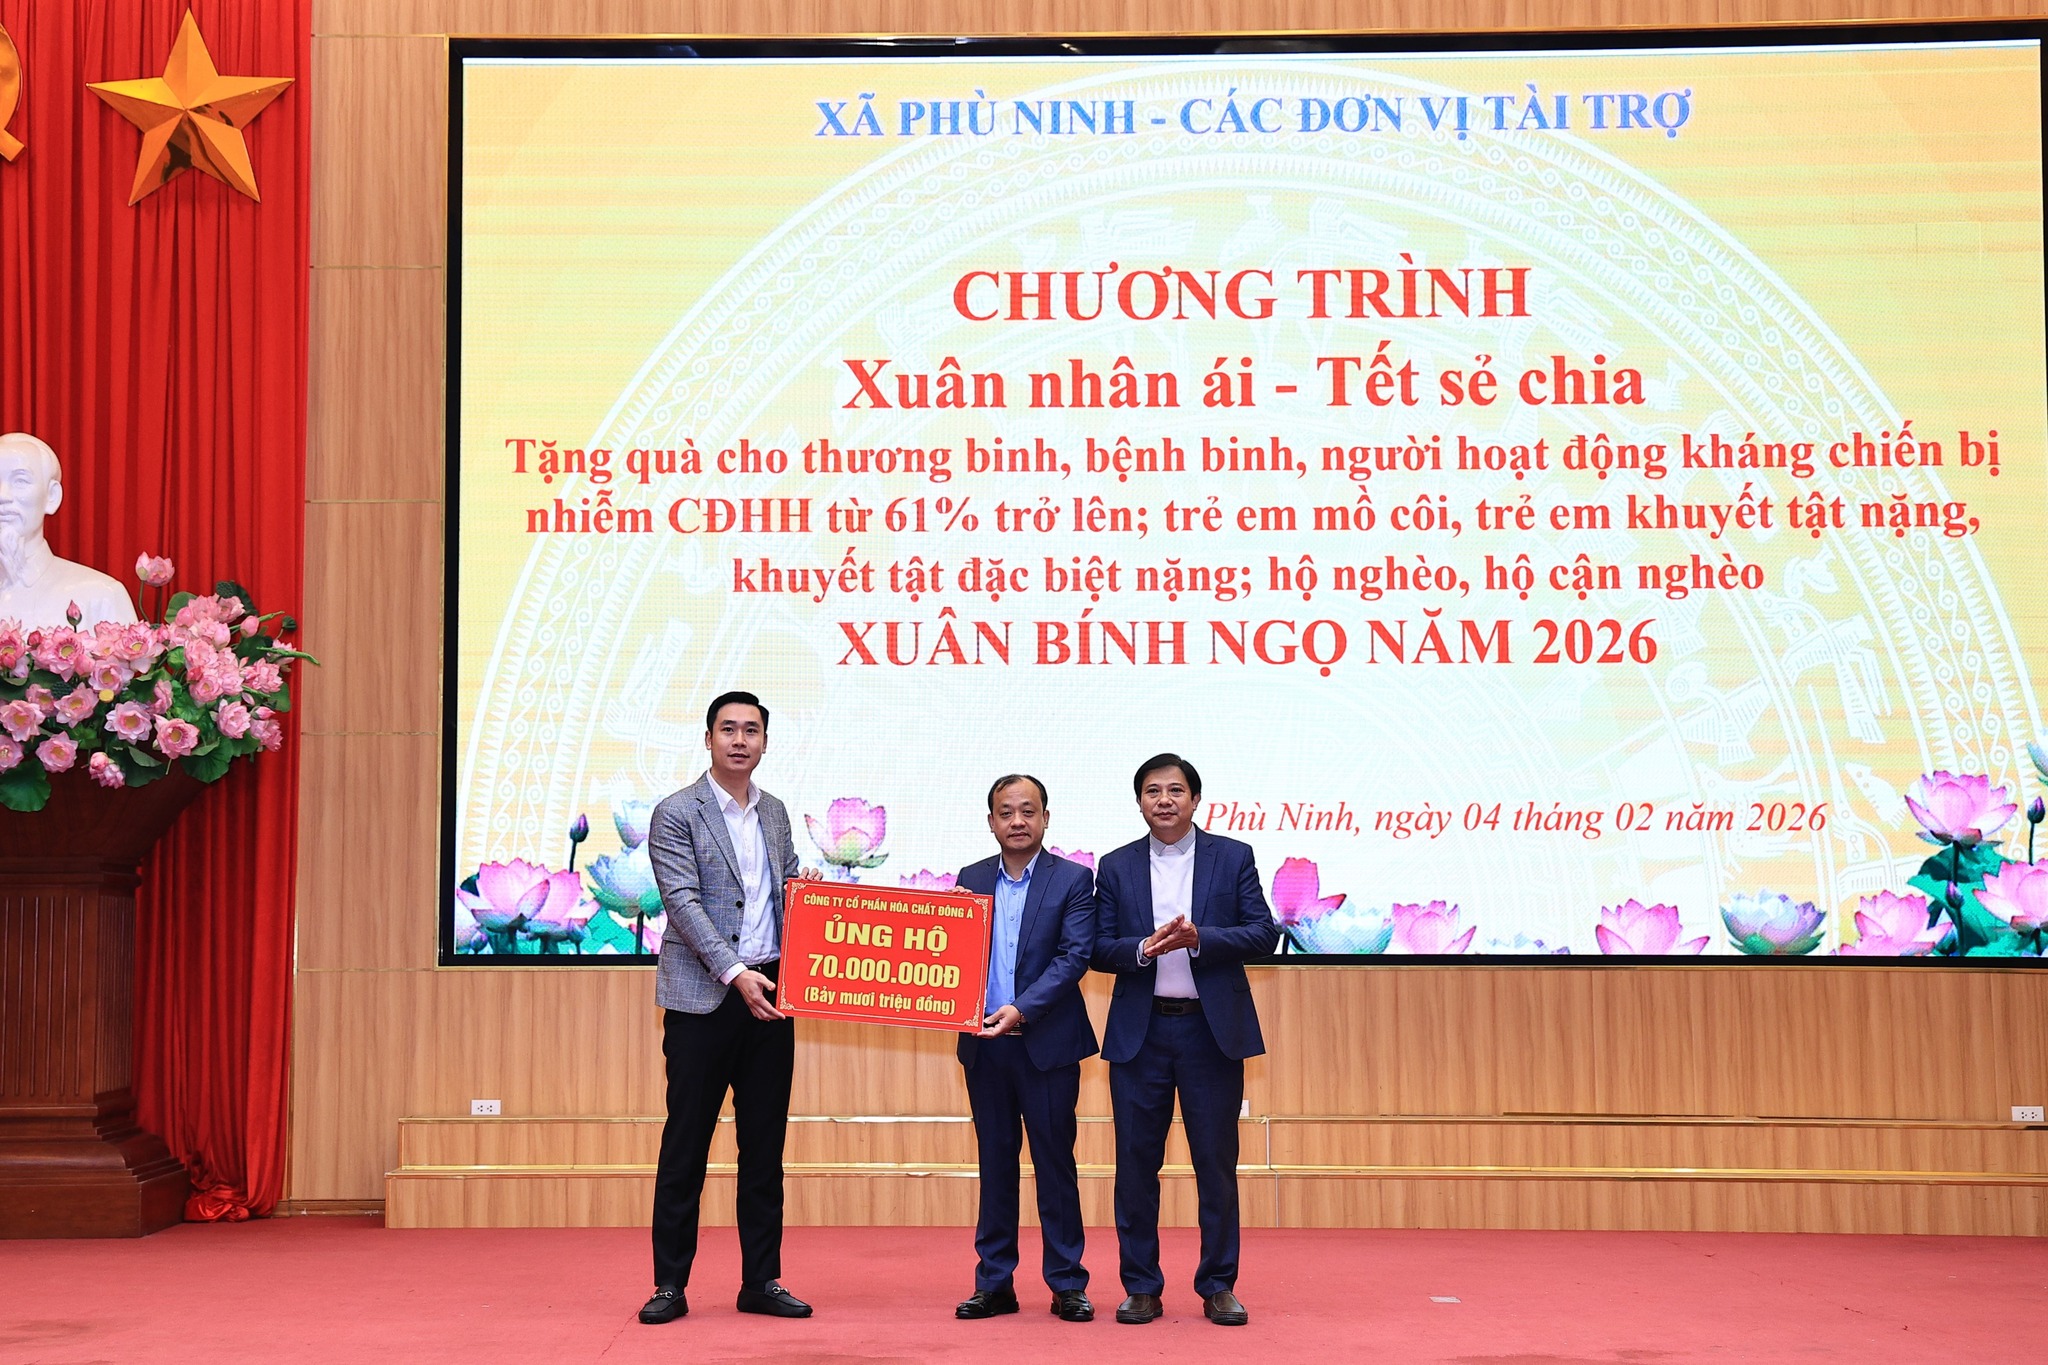 XÃ PHÙ NINH - CÁC ĐƠN VỊ TÀI TRỢ
CHƯƠNG TRÌNH
Xuân nhân ái - Tết sẻ chia
Tặng quà cho thương binh, bệnh binh, người hoạt động kháng chiến bị
nhiễm CĐHH từ 61% trở lên; trẻ em mồ côi, trẻ em khuyết tật nặng,
khuyết tật đặc biệt nặng; hộ nghèo, hộ cận nghèo
XUÂN BÍNH NGỌ NĂM 2026
Phù Ninh, ngày 04 tháng 02 năm 2026
CÔNG TY CỔ PHẦN HÓA CHẤT ĐÔNG Á
ỦNG HỘ
70.000.000Đ
(Bảy mươi triệu đồng)